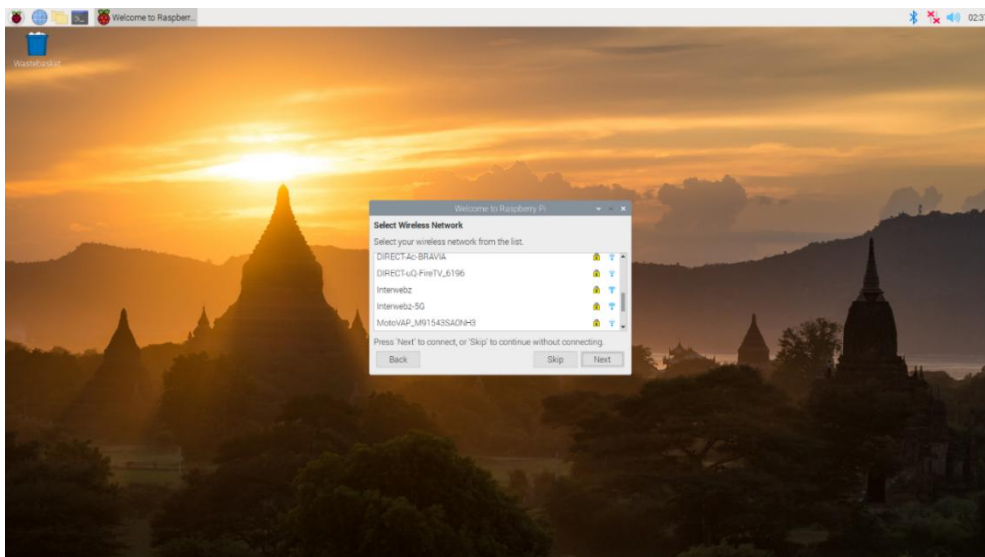 Welcome to Raspberr...
02:3
Wastebasket
Welcome to Raspberry Pi
Select Wireless Network
Select your wireless network from the list.
DIRECT-Ac-BRAVIA
DIRECT-uQ-FireTV_6196
Interwebz
Interwebz-5G
MotoVAP_M91543SA0NH3
Press 'Next' to connect, or 'Skip' to continue without connecting.
Back Skip Next